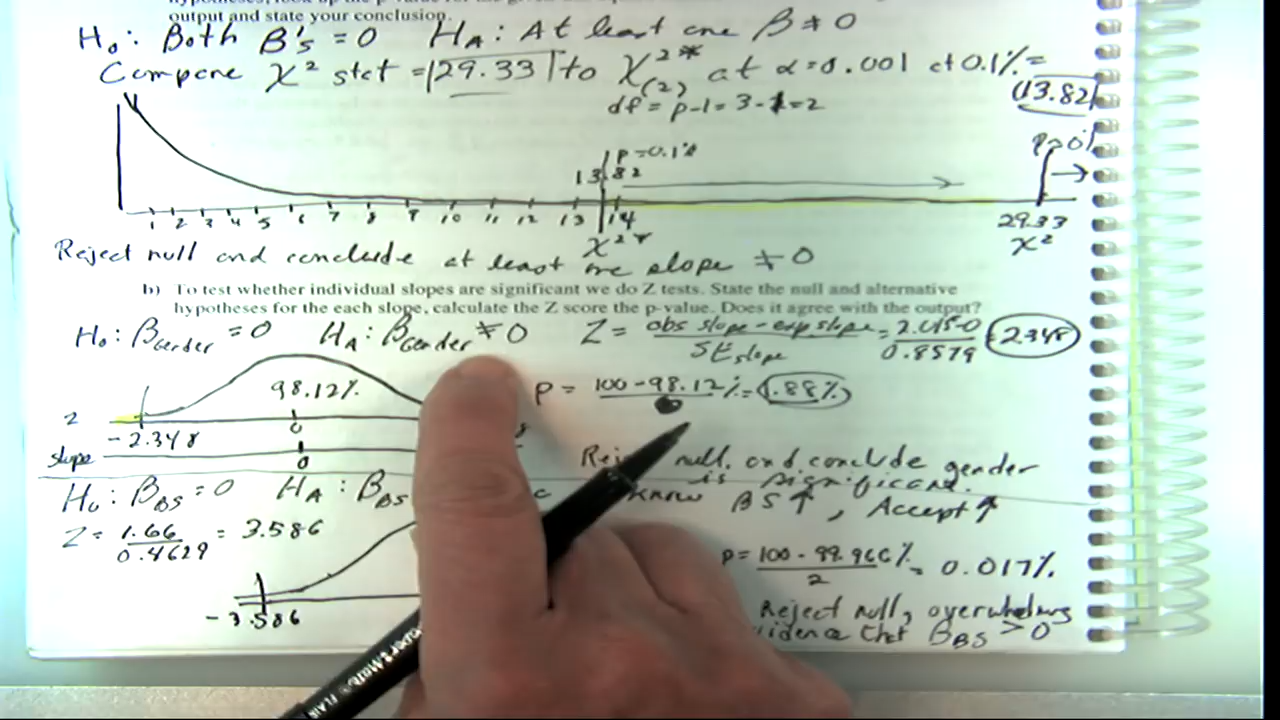 output and state your conclusion.
H₀: Both B's = 0 Hₐ: At least one β ≠ 0
Compare χ² stat = |29.33| to χ²*₍₂₎ at α=0.001 at 0.1% =
df = p-1 = 3-1=2 (13.82)
p=0.1% p≈0%
13.82
1 2 3 4 5 6 7 8 9 10 11 12 13 14 29.33
χ²* χ²
Reject null and conclude at least one slope ≠ 0
b) To test whether individual slopes are significant we do Z tests. State the null and alternative
hypotheses for the each slope, calculate the Z score the p-value. Does it agree with the output?
H₀: β_Gender = 0 Hₐ: β_Gender ≠ 0 Z = obs slope - exp slope / SE slope = 2.015-0 / 0.8579 = 2.348
98.12% p = 100-98.12% = 1.88%
Z -2.348 0
slope 0
null, and conclude gender
is significant.
H₀: β_BS = 0 Hₐ: β_BS know BS↑, Accept↑
Z = 1.66 / 0.4629 = 3.586
p = 100 - 99.966% / 2 = 0.017%
-3.586
Reject null, overwhelming
β_BS > 0